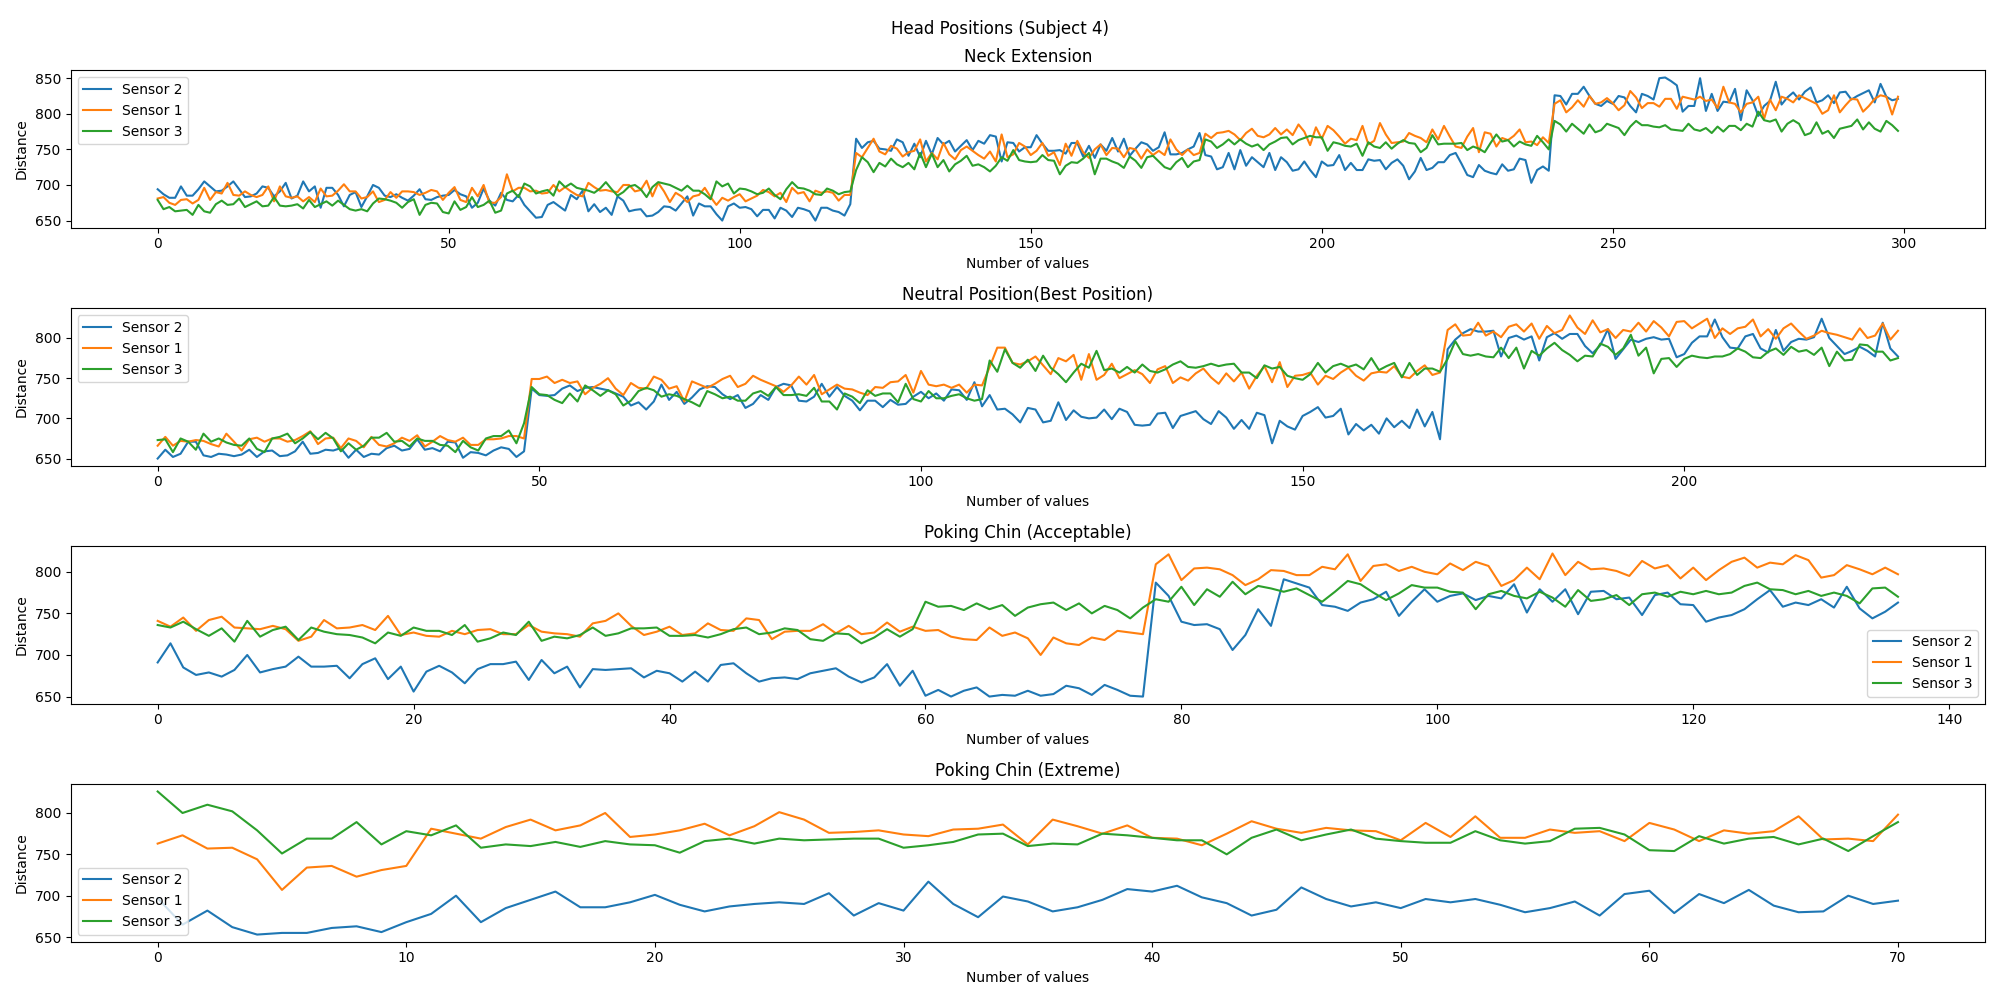 Head Positions (Subject 4)
Neck Extension
Distance
850
800
750
700
650
Sensor 2
Sensor 1
Sensor 3
0 50 100 150 200 250 300
Number of values
Neutral Position(Best Position)
Distance
800
750
700
650
Sensor 2
Sensor 1
Sensor 3
0 50 100 150 200
Number of values
Poking Chin (Acceptable)
Distance
800
750
700
650
Sensor 2
Sensor 1
Sensor 3
0 20 40 60 80 100 120 140
Number of values
Poking Chin (Extreme)
Distance
800
750
700
650
Sensor 2
Sensor 1
Sensor 3
0 10 20 30 40 50 60 70
Number of values